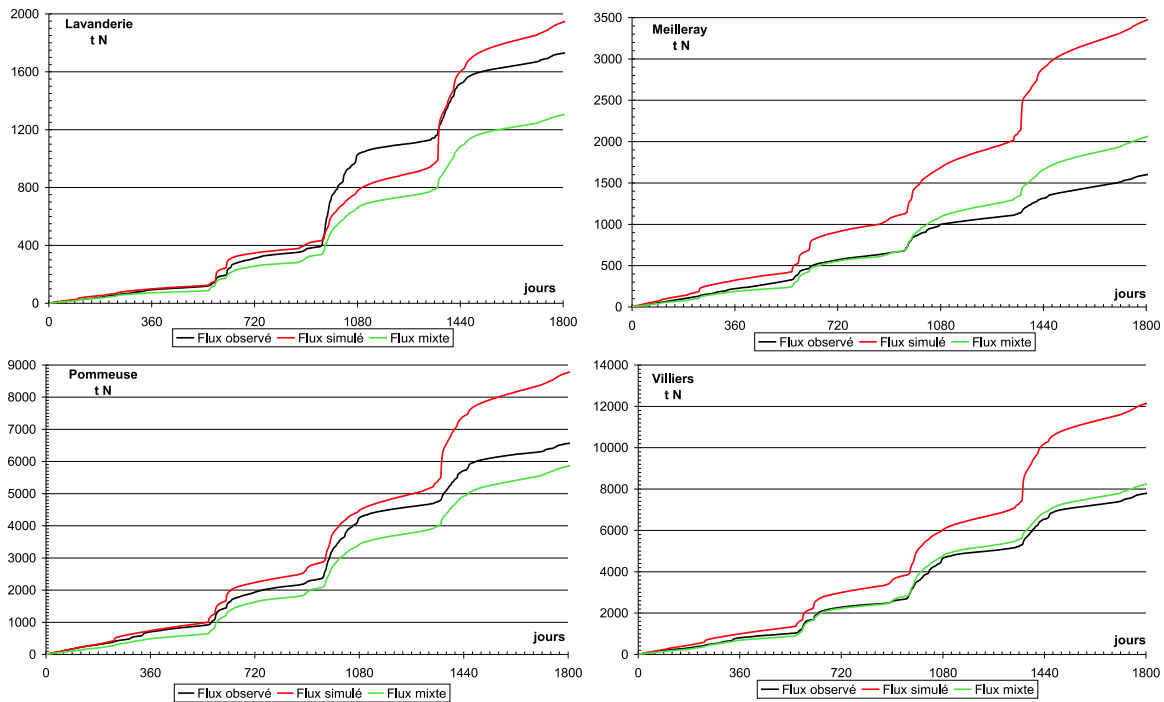 Lavanderie
t N
2000
1600
1200
800
400
0
0 360 720 1080 1440 1800
jours
Flux observé Flux simulé Flux mixte
Meilleray
t N
3500
3000
2500
2000
1500
1000
500
0
0 360 720 1080 1440 1800
jours
Flux observé Flux simulé Flux mixte
Pommeuse
t N
9000
8000
7000
6000
5000
4000
3000
2000
1000
0
0 360 720 1080 1440 1800
jours
Flux observé Flux simulé Flux mixte
Villiers
t N
14000
12000
10000
8000
6000
4000
2000
0
0 360 720 1080 1440 1800
jours
Flux observé Flux simulé Flux mixte